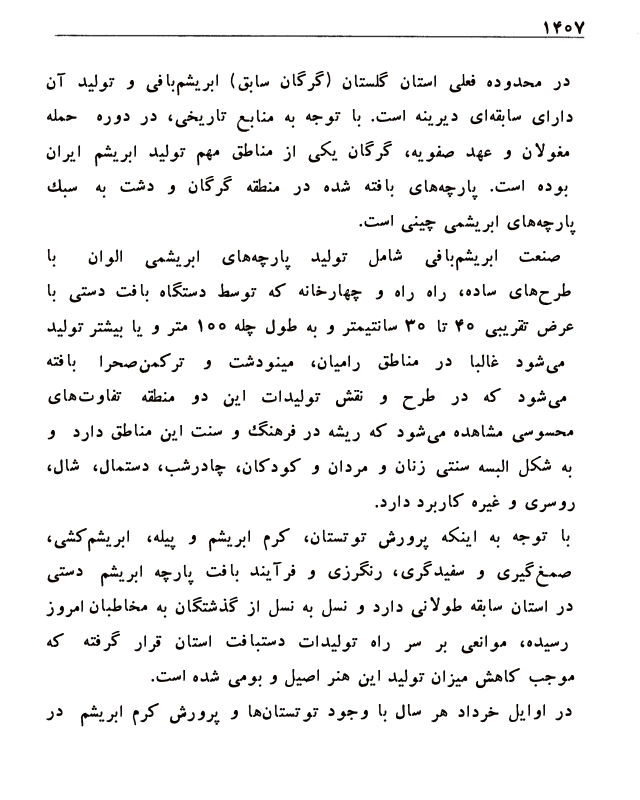 ۱۴۰۷
در محدوده فعلی استان گلستان (گرگان سابق) ابریشم‌بافی و تولید آن
دارای سابقه‌ای دیرینه است. با توجه به منابع تاریخی، در دوره حمله
مغولان و عهد صفویه، گرگان یکی از مناطق مهم تولید ابریشم ایران
بوده است. پارچه‌های بافته شده در منطقه گرگان و دشت به سبك
پارچه‌های ابریشمی چینی است.
صنعت ابریشم‌بافی شامل تولید پارچه‌های ابریشمی الوان با
طرح‌های ساده، راه راه و چهارخانه که توسط دستگاه بافت دستی با
عرض تقریبی ۴۰ تا ۳۰ سانتیمتر و به طول چله ۱۰۰ متر و یا بیشتر تولید
می‌شود غالبا در مناطق رامیان، مینودشت و ترکمن‌صحرا بافته
می‌شود که در طرح و نقش تولیدات این دو منطقه تفاوت‌های
محسوسی مشاهده می‌شود که ریشه در فرهنگ و سنت این مناطق دارد و
به شکل البسه سنتی زنان و مردان و کودکان، چادرشب، دستمال، شال،
روسری و غیره کاربرد دارد.
با توجه به اینکه پرورش توتستان، کرم ابریشم و پیله، ابریشم‌کشی،
صمغ‌گیری و سفیدگری، رنگرزی و فرآیند بافت پارچه ابریشم دستی
در استان سابقه طولانی دارد و نسل به نسل از گذشتگان به مخاطبان امروز
رسیده، موانعی بر سر راه تولیدات دستبافت استان قرار گرفته که
موجب کاهش میزان تولید این هنر اصیل و بومی شده است.
در اوایل خرداد هر سال با وجود توتستان‌ها و پرورش کرم ابریشم در